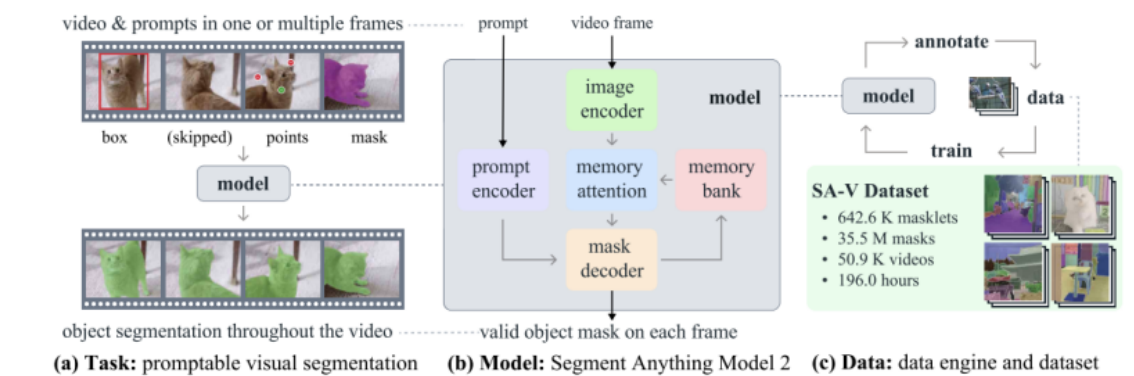 video & prompts in one or multiple frames
box
(skipped)
points
mask
model
object segmentation throughout the video
(a) Task: promptable visual segmentation
prompt
video frame
image
encoder
model
prompt
encoder
memory
attention
memory
bank
mask
decoder
valid object mask on each frame
(b) Model: Segment Anything Model 2
annotate
model
data
train
SA-V Dataset
• 642.6 K masklets
• 35.5 M masks
• 50.9 K videos
• 196.0 hours
(c) Data: data engine and dataset